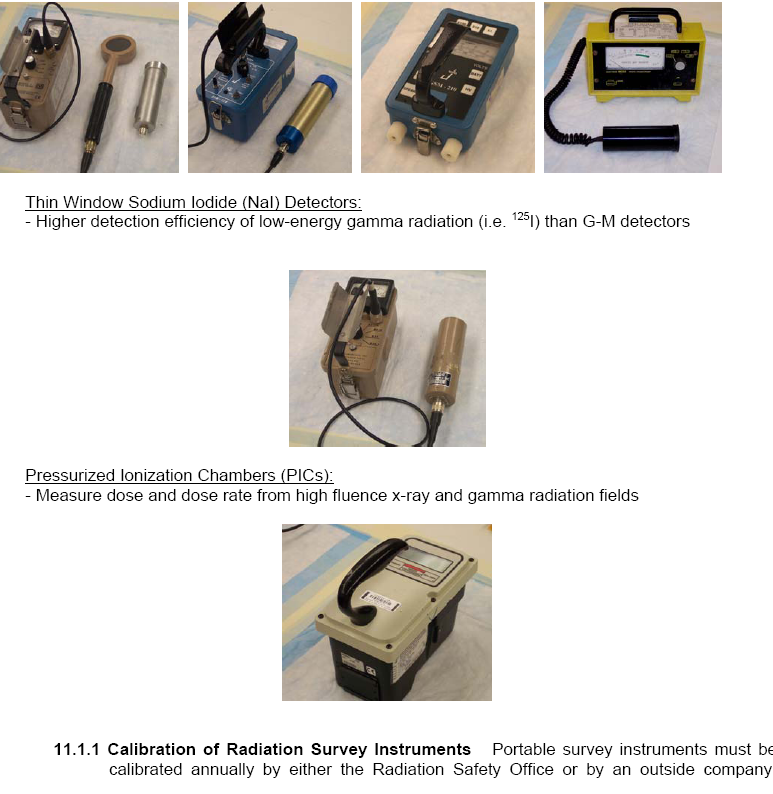 Thin Window Sodium Iodide (NaI) Detectors:
- Higher detection efficiency of low-energy gamma radiation (i.e. ¹²⁵I) than G-M detectors
Pressurized Ionization Chambers (PICs):
- Measure dose and dose rate from high fluence x-ray and gamma radiation fields
11.1.1 Calibration of Radiation Survey Instruments Portable survey instruments must be
calibrated annually by either the Radiation Safety Office or by an outside company